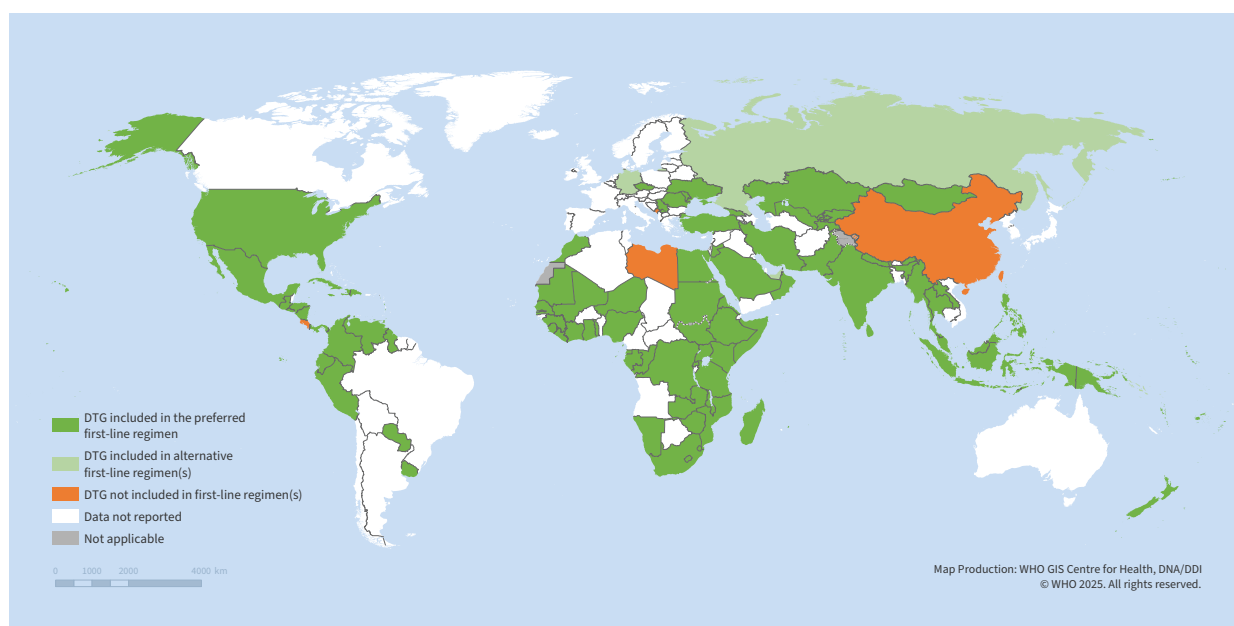 DTG included in the preferred
first-line regimen
DTG included in alternative
first-line regimen(s)
DTG not included in first-line regimen(s)
Data not reported
Not applicable
0 1000 2000 4000 km
Map Production: WHO GIS Centre for Health, DNA/DDI
© WHO 2025. All rights reserved.